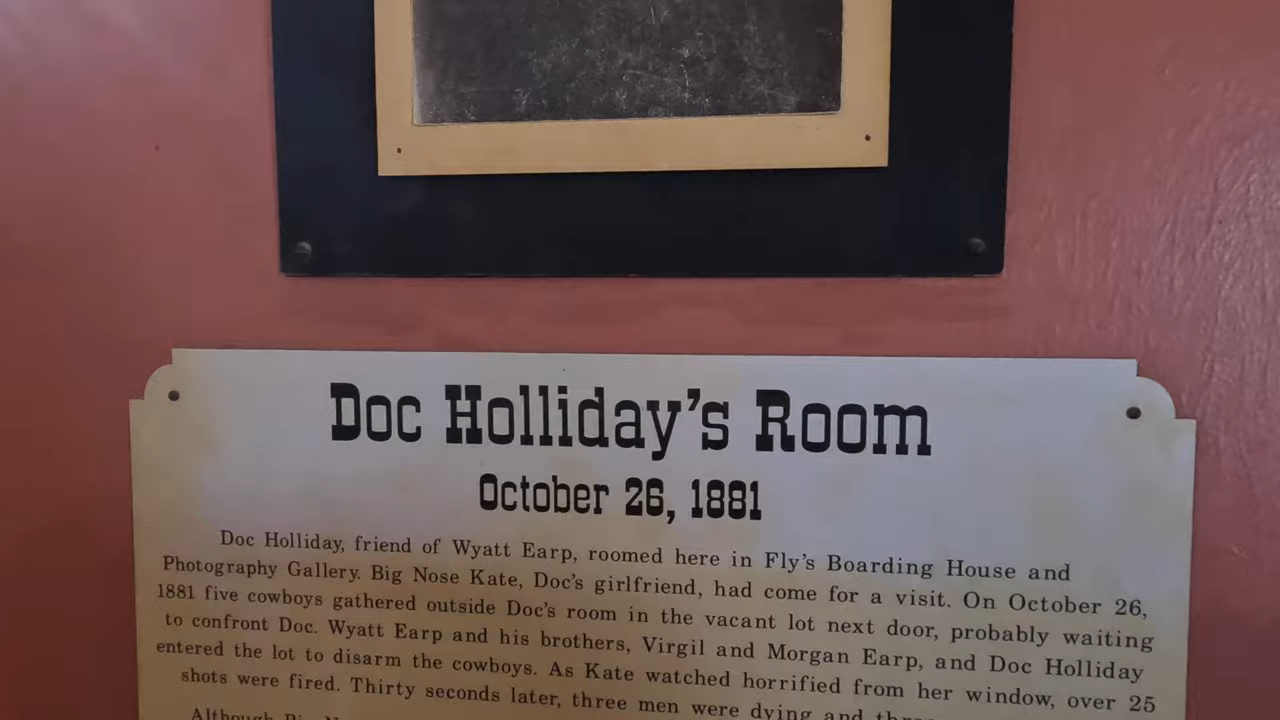 Doc Holliday's Room
October 26, 1881
Doc Holliday, friend of Wyatt Earp, roomed here in Fly's Boarding House and
Photography Gallery. Big Nose Kate, Doc's girlfriend, had come for a visit. On October 26,
1881 five cowboys gathered outside Doc's room in the vacant lot next door, probably waiting
to confront Doc. Wyatt Earp and his brothers, Virgil and Morgan Earp, and Doc Holliday
entered the lot to disarm the cowboys. As Kate watched horrified from her window, over 25
shots were fired. Thirty seconds later, three men were dying and
Although